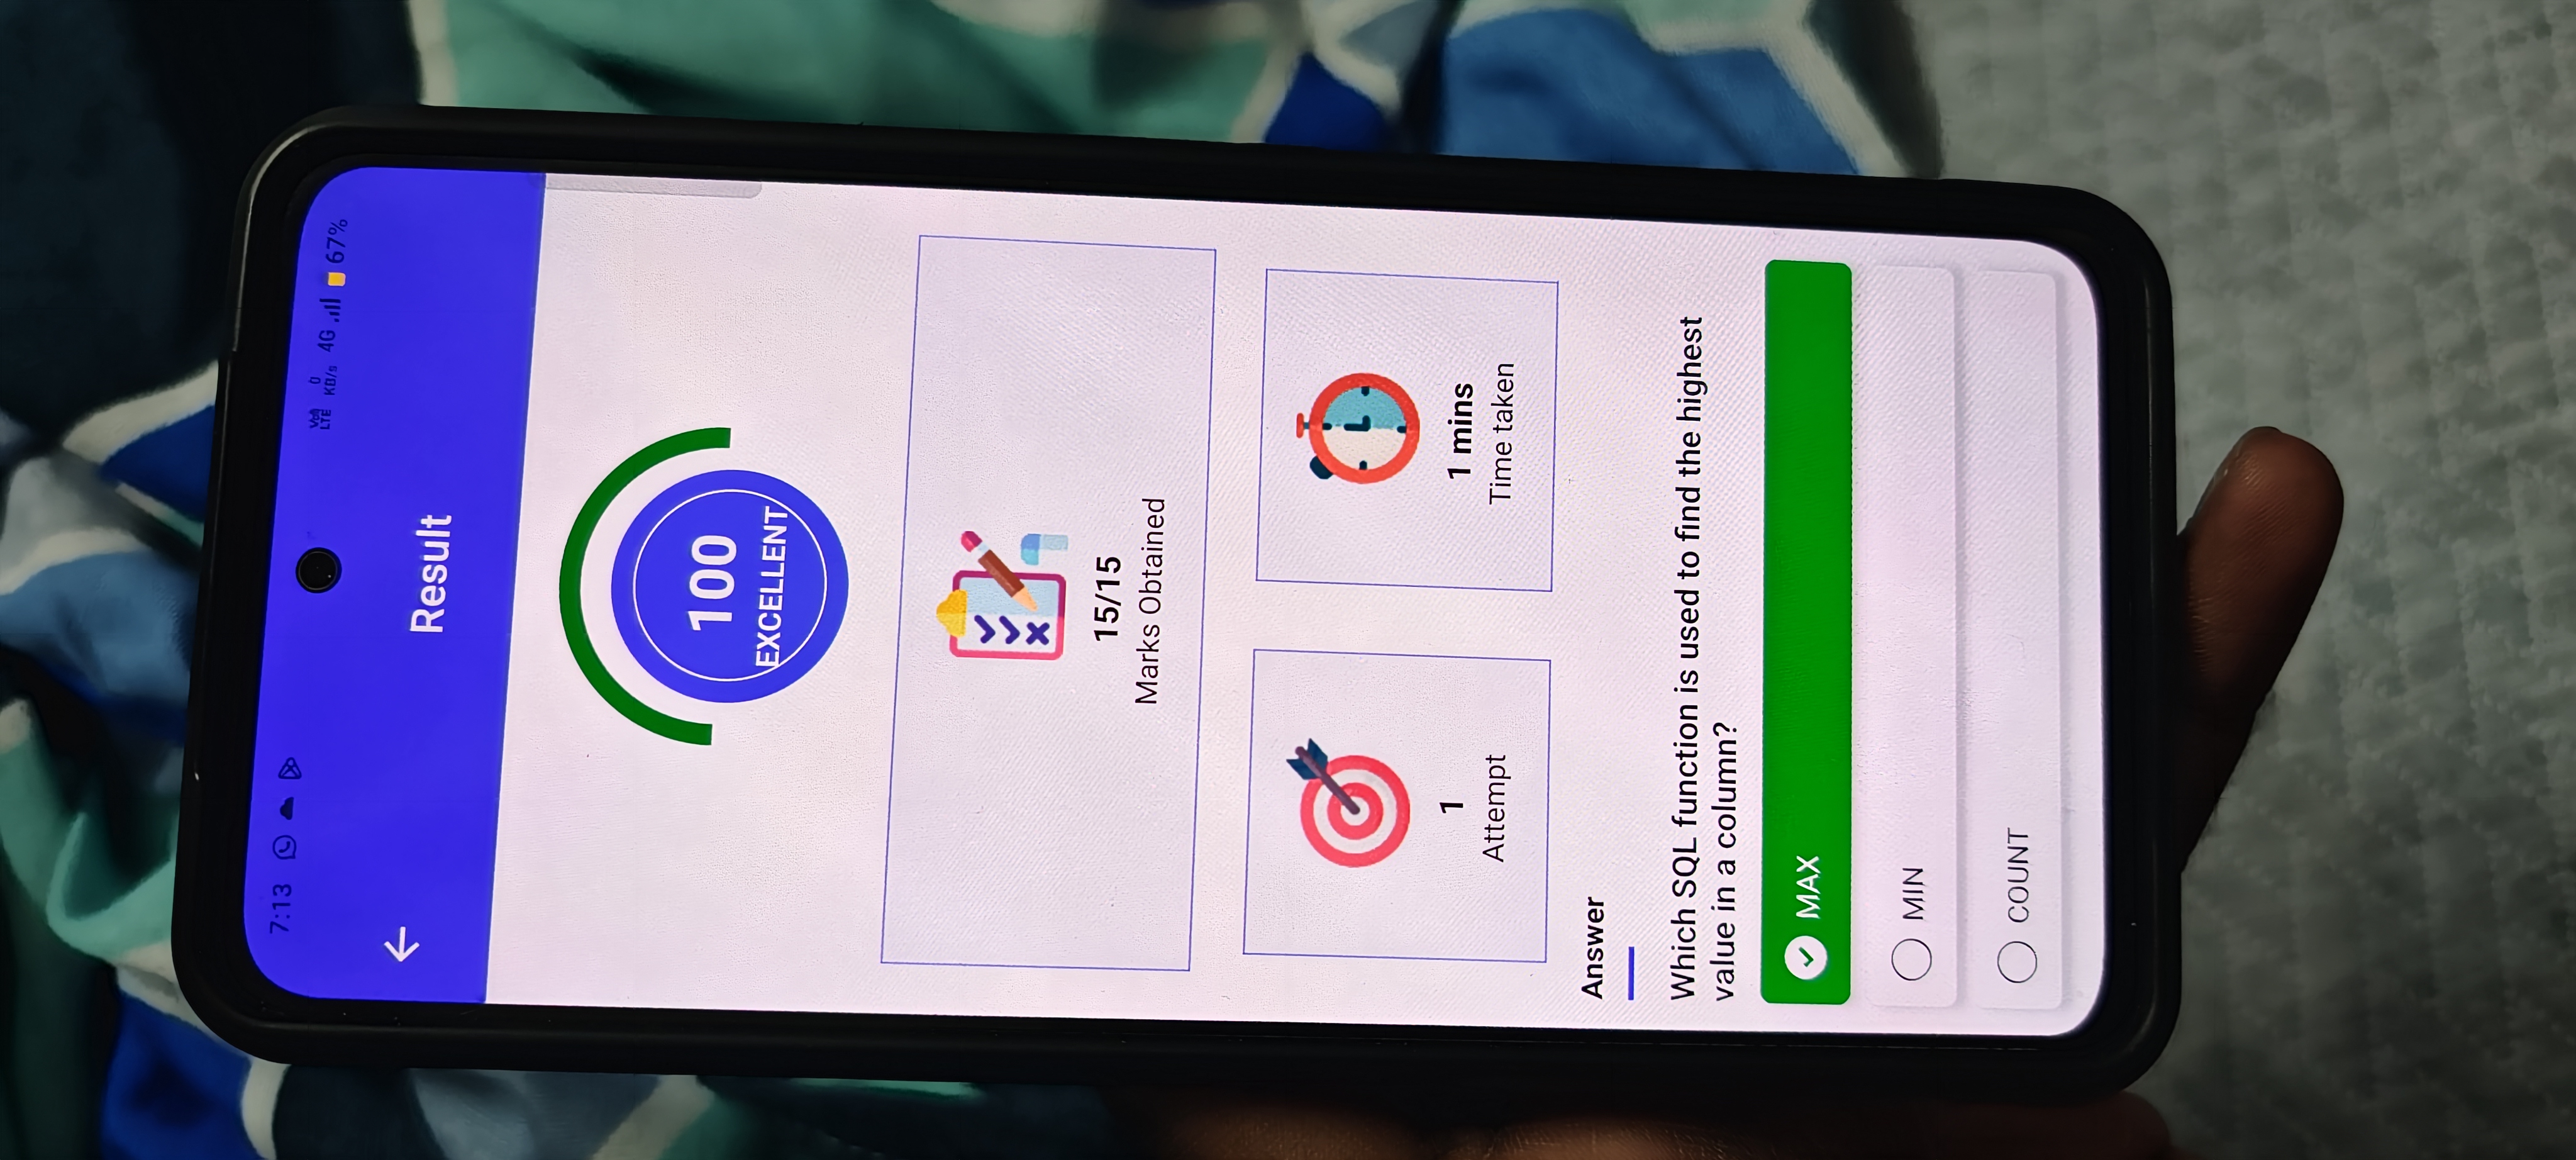 7:13
Vo) LTE 0 KB/s 4G 67%
Result
100
EXCELLENT
15/15
Marks Obtained
1
Attempt
1 mins
Time taken
Answer
Which SQL function is used to find the highest
value in a column?
MAX
MIN
COUNT